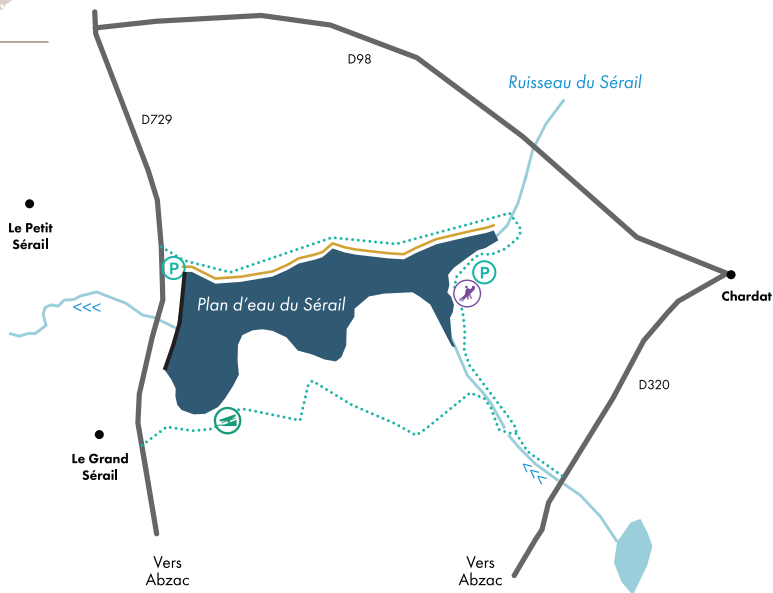 D98
Ruisseau du Sérail
D729
Le Petit
Sérail
P
P
Plan d'eau du Sérail
<<<
Chardat
D320
Le Grand
Sérail
<<<
Vers
Abzac
Vers
Abzac